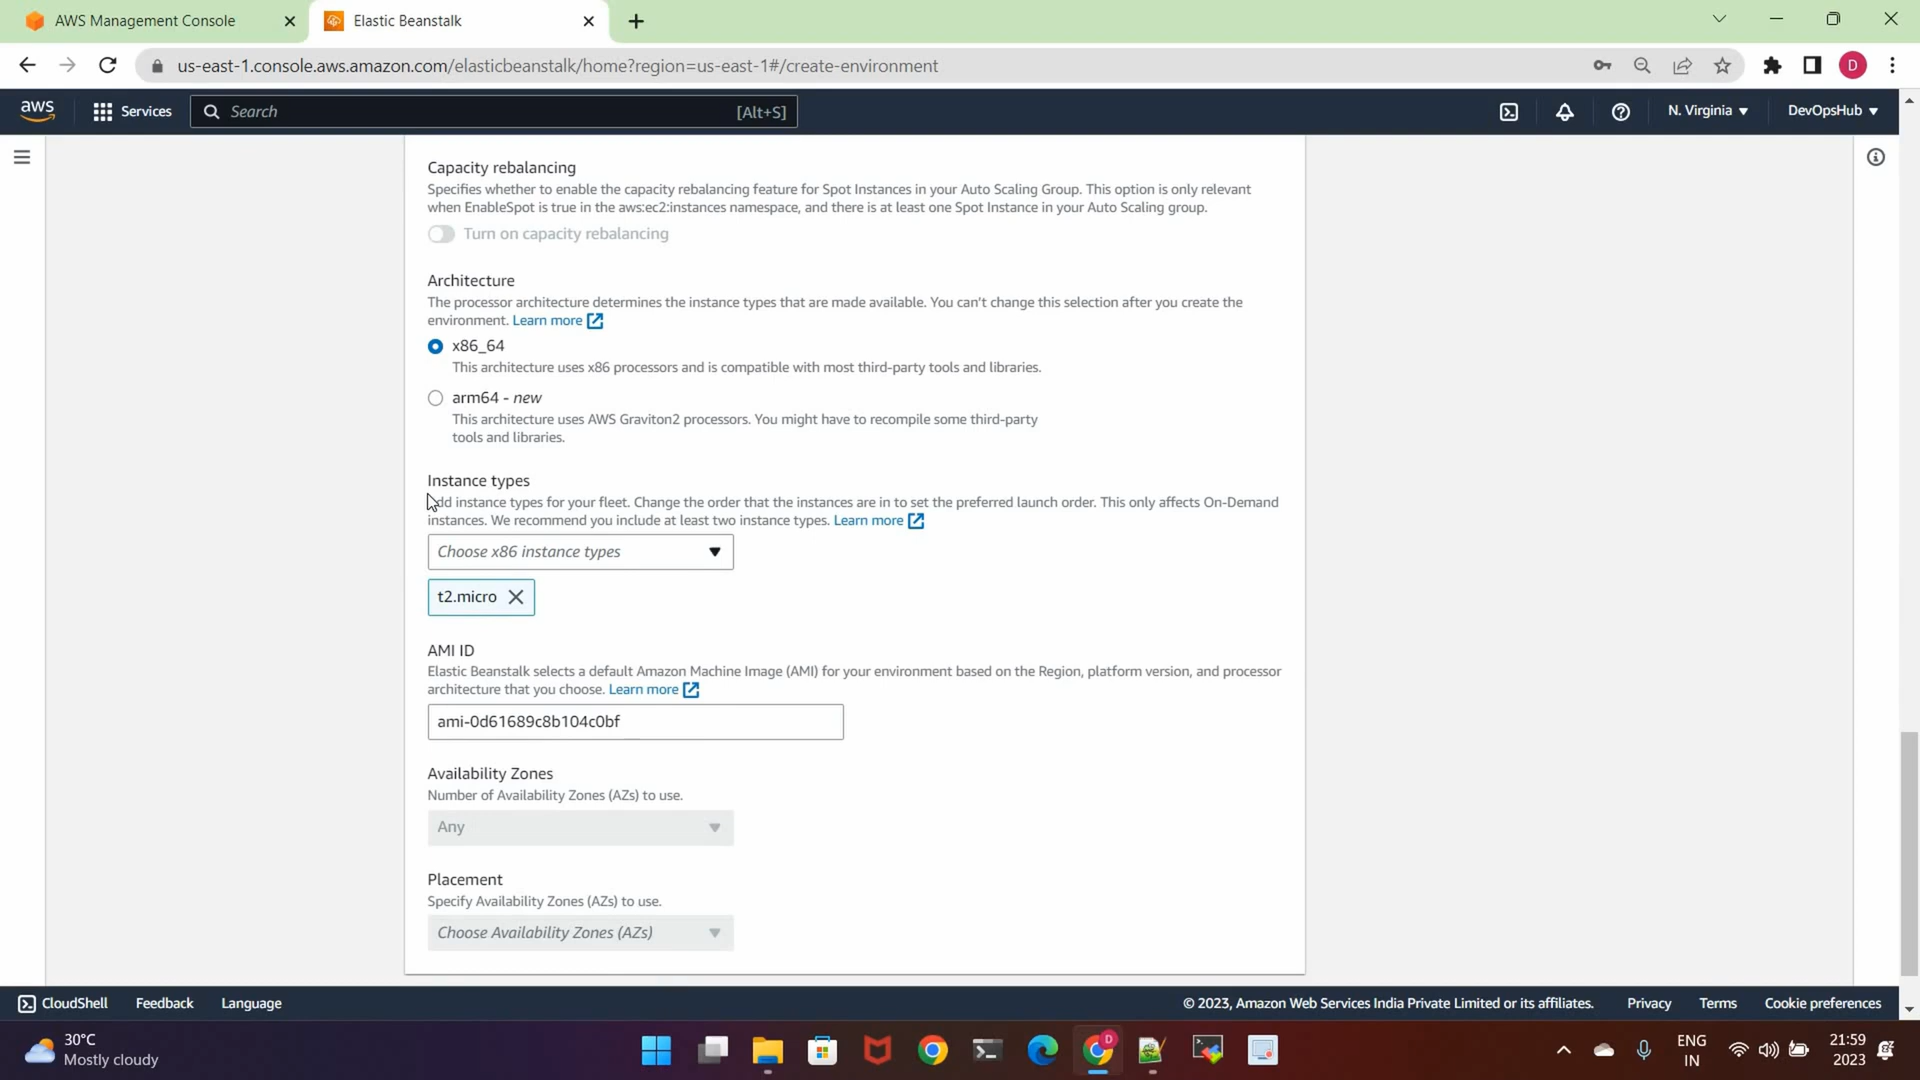 AWS Management Console
Elastic Beanstalk
us-east-1.console.aws.amazon.com/elasticbeanstalk/home?region=us-east-1#/create-environment
D
aws
Services
Search
[Alt+S]
N. Virginia
DevOpsHub
Capacity rebalancing
Specifies whether to enable the capacity rebalancing feature for Spot Instances in your Auto Scaling Group. This option is only relevant
when EnableSpot is true in the aws:ec2:instances namespace, and there is at least one Spot Instance in your Auto Scaling group.
Turn on capacity rebalancing
Architecture
The processor architecture determines the instance types that are made available. You can't change this selection after you create the
environment. Learn more
x86_64
This architecture uses x86 processors and is compatible with most third-party tools and libraries.
arm64 - new
This architecture uses AWS Graviton2 processors. You might have to recompile some third-party
tools and libraries.
Instance types
Add instance types for your fleet. Change the order that the instances are in to set the preferred launch order. This only affects On-Demand
instances. We recommend you include at least two instance types. Learn more
Choose x86 instance types
t2.micro
AMI ID
Elastic Beanstalk selects a default Amazon Machine Image (AMI) for your environment based on the Region, platform version, and processor
architecture that you choose. Learn more
ami-0d61689c8b104c0bf
Availability Zones
Number of Availability Zones (AZs) to use.
Any
Placement
Specify Availability Zones (AZs) to use.
Choose Availability Zones (AZs)
CloudShell
Feedback
Language
© 2023, Amazon Web Services India Private Limited or its affiliates.
Privacy
Terms
Cookie preferences
30°C
Mostly cloudy
D
ENG
IN
21:59
2023